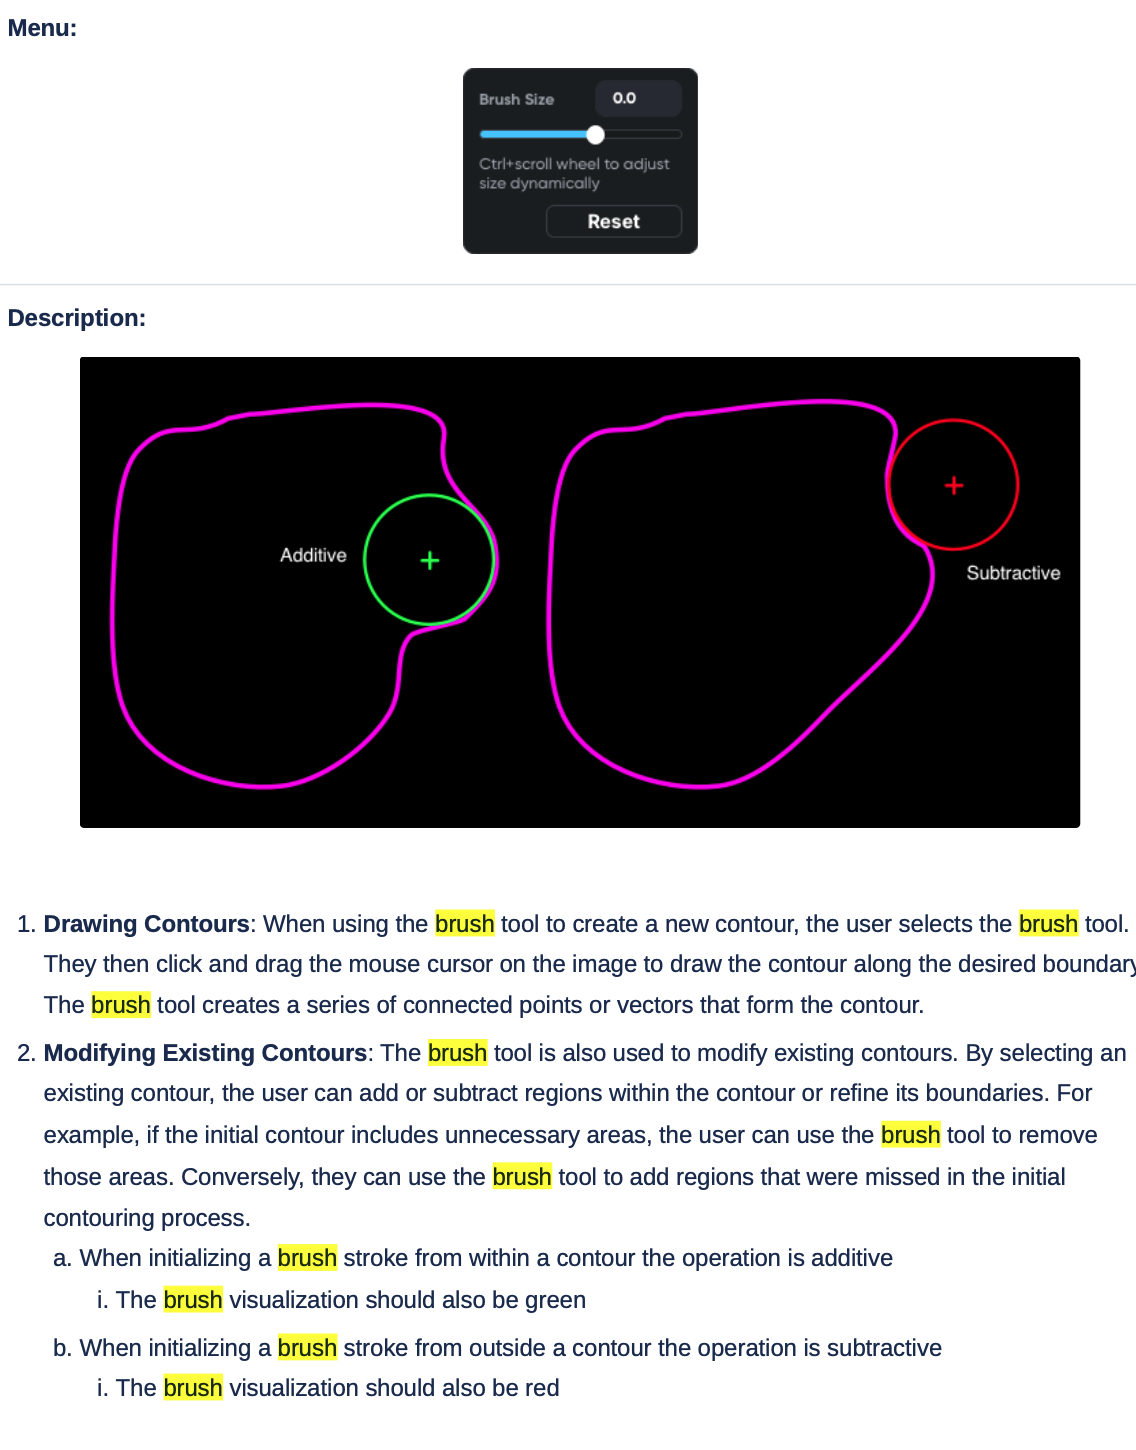 Menu:
Brush Size
0.0
Ctrl+scroll wheel to adjust
size dynamically
Reset
Description:
Additive
Subtractive
1. Drawing Contours: When using the brush tool to create a new contour, the user selects the brush tool.
They then click and drag the mouse cursor on the image to draw the contour along the desired boundary
The brush tool creates a series of connected points or vectors that form the contour.
2. Modifying Existing Contours: The brush tool is also used to modify existing contours. By selecting an
existing contour, the user can add or subtract regions within the contour or refine its boundaries. For
example, if the initial contour includes unnecessary areas, the user can use the brush tool to remove
those areas. Conversely, they can use the brush tool to add regions that were missed in the initial
contouring process.
a. When initializing a brush stroke from within a contour the operation is additive
i. The brush visualization should also be green
b. When initializing a brush stroke from outside a contour the operation is subtractive
i. The brush visualization should also be red